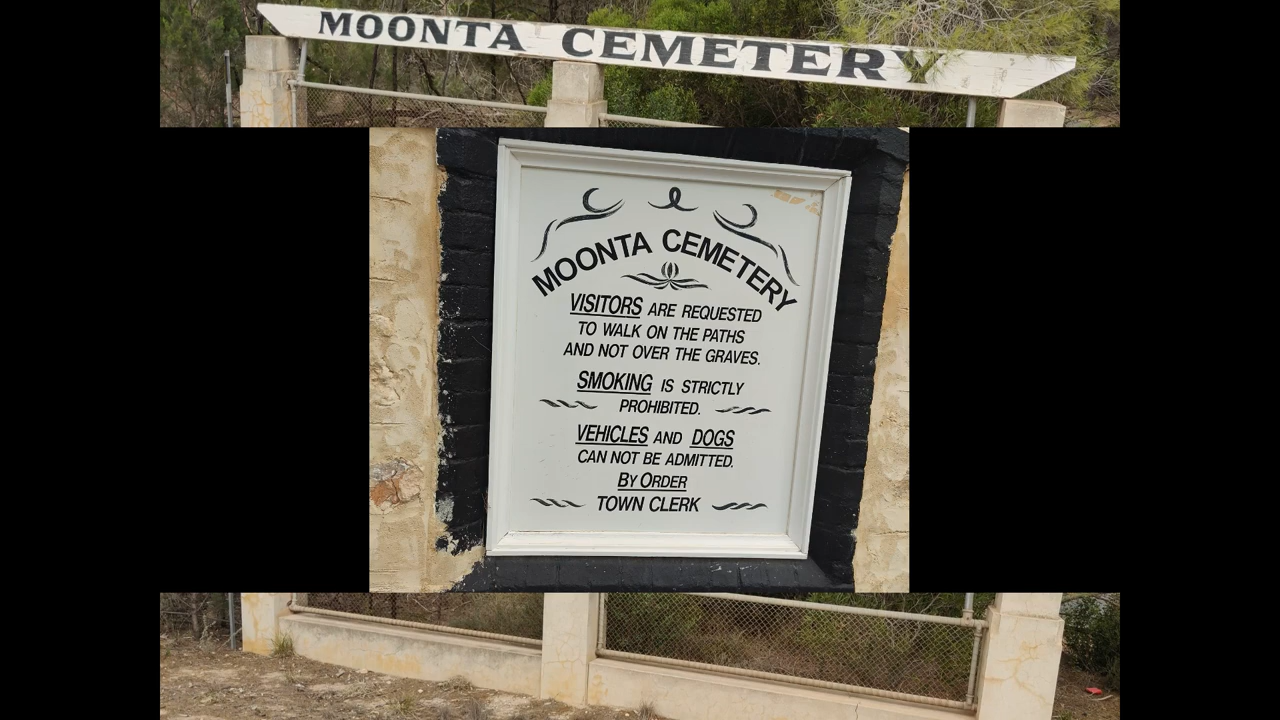 MOONTA CEMETERY
MOONTA CEMETERY
VISITORS ARE REQUESTED
TO WALK ON THE PATHS
AND NOT OVER THE GRAVES.
SMOKING IS STRICTLY
PROHIBITED.
VEHICLES AND DOGS
CAN NOT BE ADMITTED.
BY ORDER
TOWN CLERK